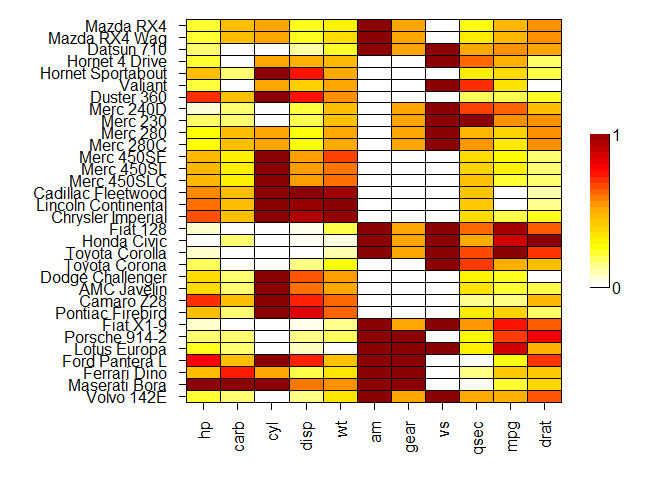 Mazda RX4
Mazda RX4 Wag
Datsun 710
Hornet 4 Drive
Hornet Sportabout
Valiant
Duster 360
Merc 240D
Merc 230
Merc 280
Merc 280C
Merc 450SE
Merc 450SL
Merc 450SLC
Cadillac Fleetwood
Lincoln Continental
Chrysler Imperial
Fiat 128
Honda Civic
Toyota Corolla
Toyota Corona
Dodge Challenger
AMC Javelin
Camaro Z28
Pontiac Firebird
Fiat X1-9
Porsche 914-2
Lotus Europa
Ford Pantera L
Ferrari Dino
Maserati Bora
Volvo 142E
hp carb cyl disp wt am gear vs qsec mpg drat
1
0